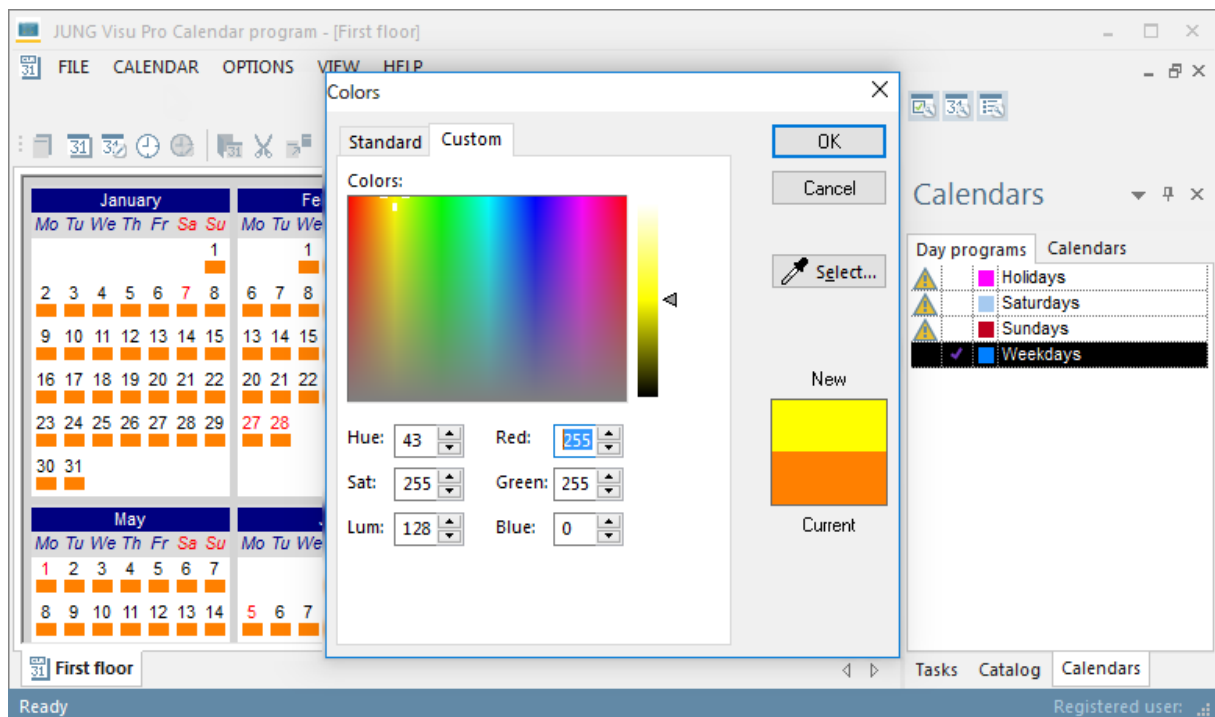 JUNG Visu Pro Calendar program - [First floor]
FILE CALENDAR OPTIONS VIEW HELP
Colors
Standard Custom
Colors:
Hue: 43 Red: 255
Sat: 255 Green: 255
Lum: 128 Blue: 0
OK
Cancel
Select...
New
Current
January
Mo Tu We Th Fr Sa Su
1
2 3 4 5 6 7 8
9 10 11 12 13 14 15
16 17 18 19 20 21 22
23 24 25 26 27 28 29
30 31
Fe
Mo Tu We
1
6 7 8
13 14 15
20 21 22
27 28
May
Mo Tu We Th Fr Sa Su
1 2 3 4 5 6 7
8 9 10 11 12 13 14
Mo Tu We
5 6 7
Calendars
Day programs Calendars
Holidays
Saturdays
Sundays
Weekdays
First floor
Tasks Catalog Calendars
Ready
Registered user: